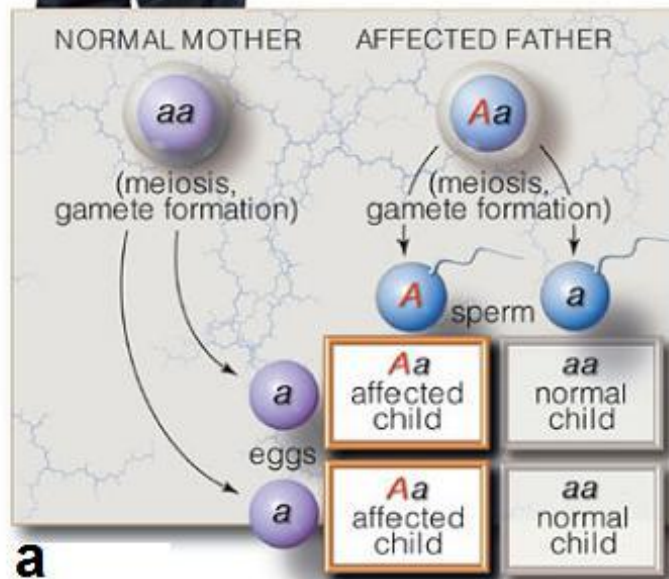 NORMAL MOTHER
AFFECTED FATHER
aa
Aa
(meiosis,
gamete formation)
(meiosis,
gamete formation)
A
sperm
a
a
Aa
affected
child
aa
normal
child
eggs
a
Aa
affected
child
aa
normal
child
a